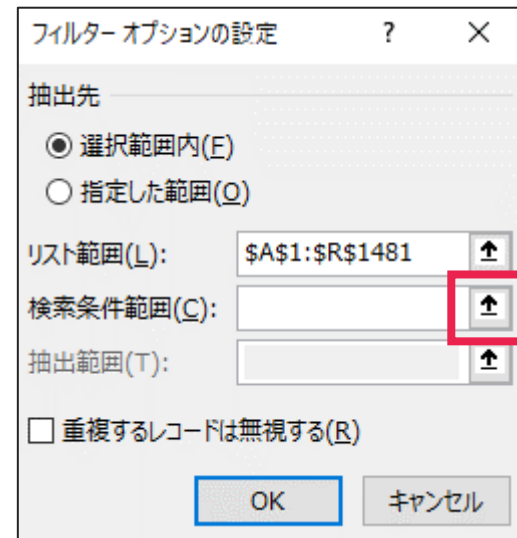 フィルター オプションの設定 ? ×
抽出先
選択範囲内(F)
指定した範囲(O)
リスト範囲(L): $A$1:$R$1481
検索条件範囲(C):
抽出範囲(T):
重複するレコードは無視する(R)
OK キャンセル